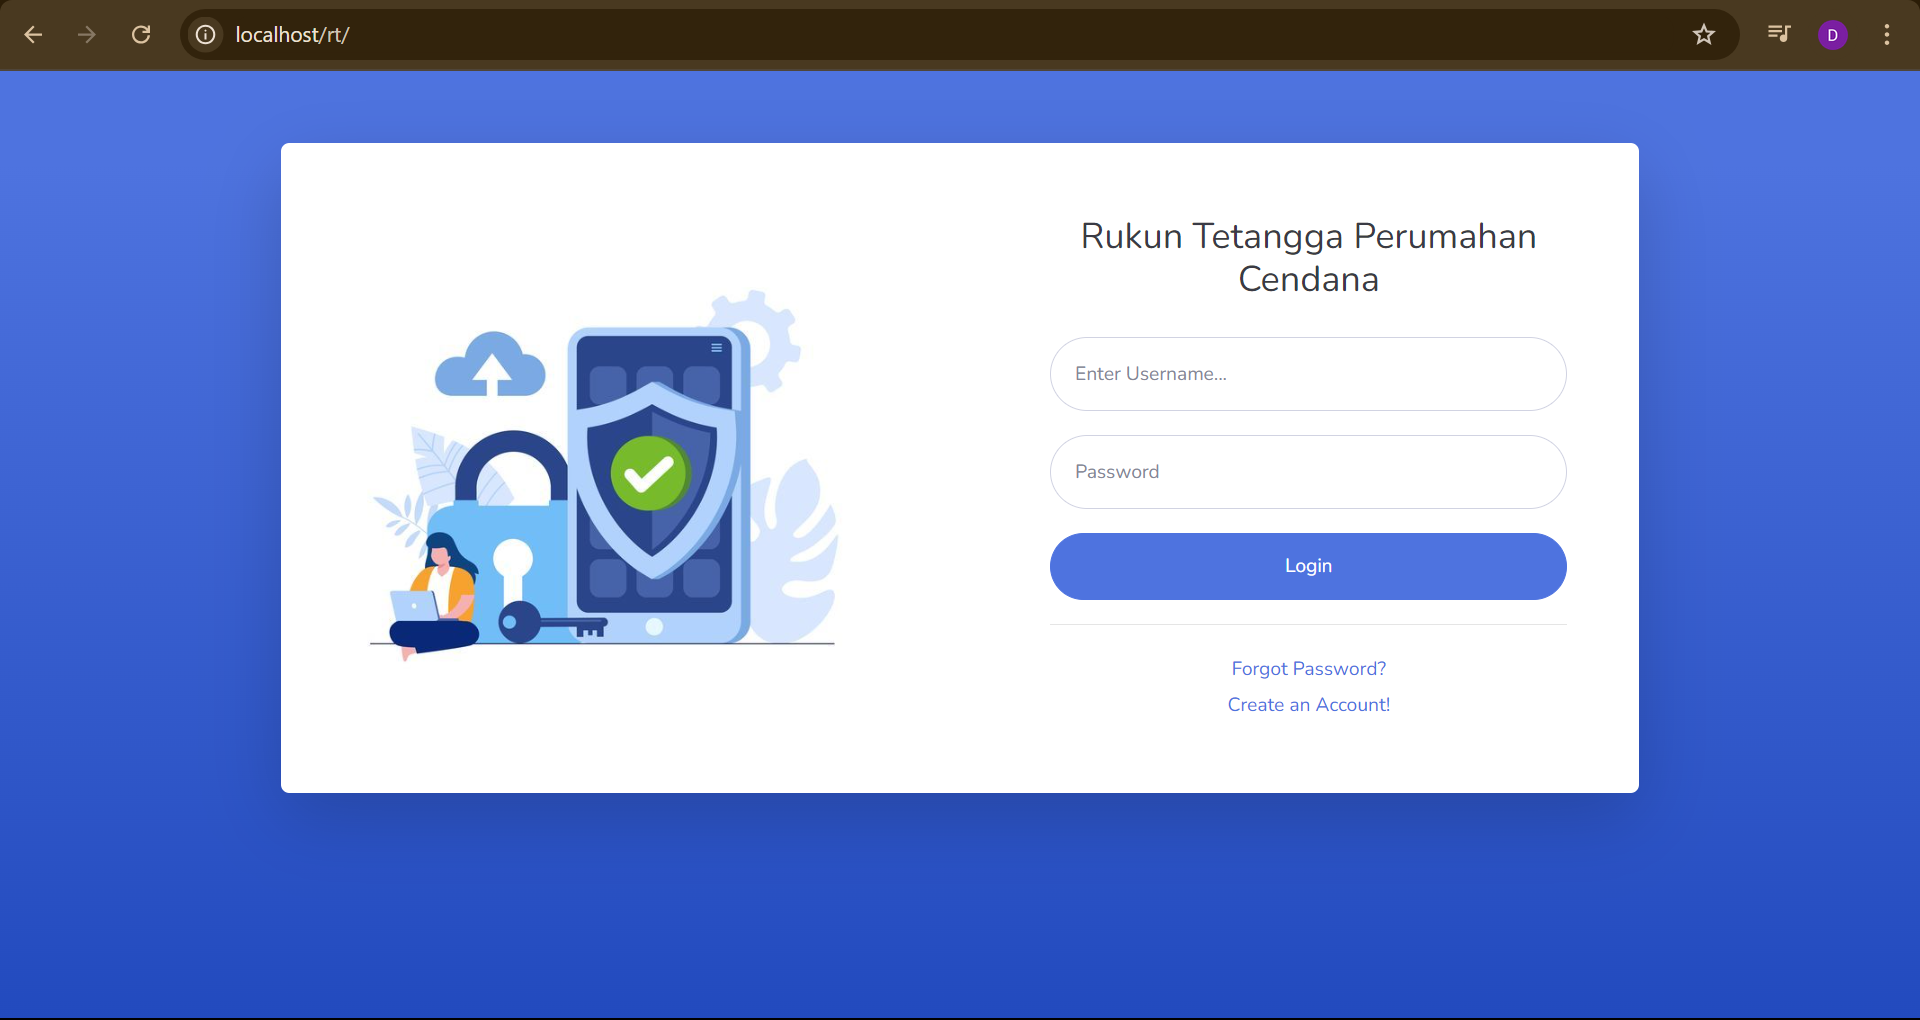 localhost/rt/
D
Rukun Tetangga Perumahan
Cendana
Enter Username...
Password
Login
Forgot Password?
Create an Account!